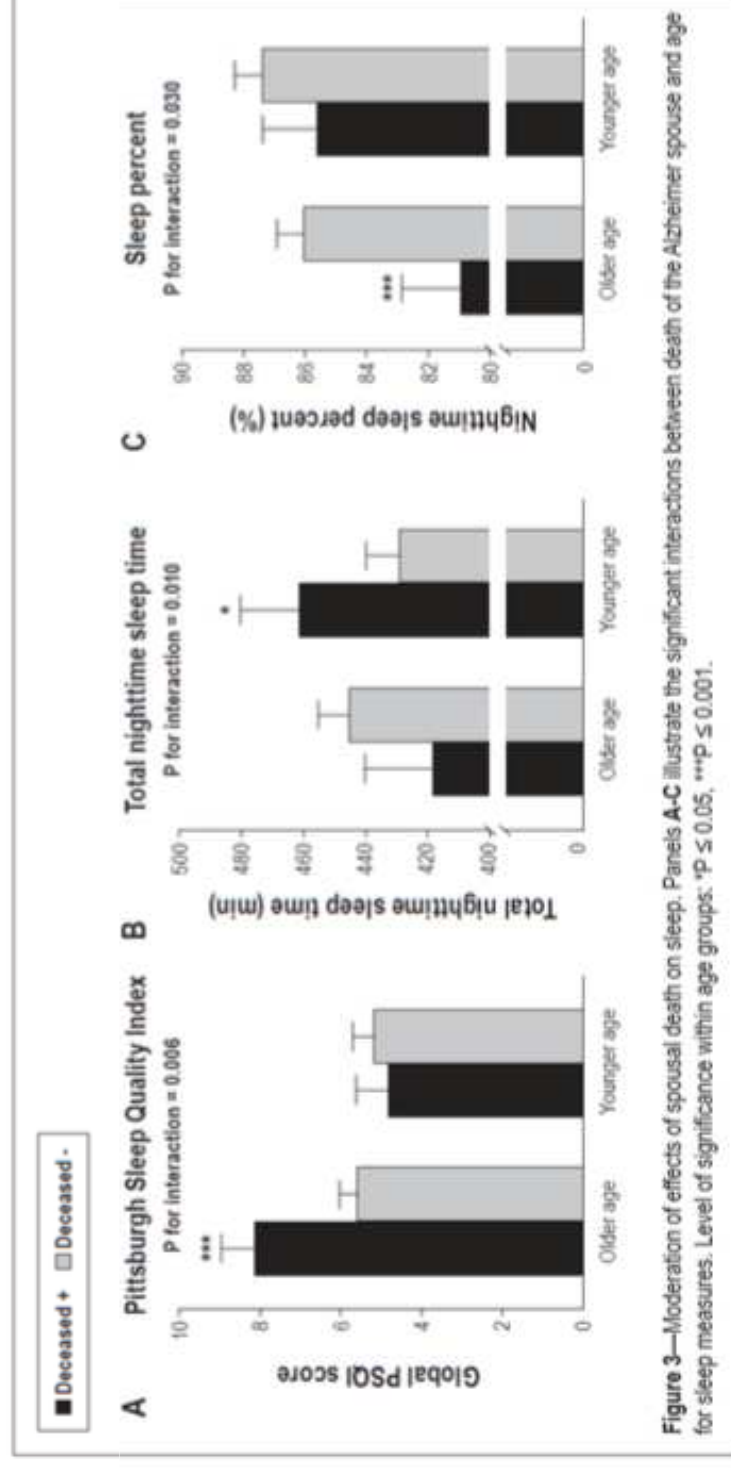 Deceased + Deceased -
A Pittsburgh Sleep Quality Index
P for interaction = 0.006
Global PSQI score
10
8
6
4
2
0
***
Older age Younger age
B Total nighttime sleep time
P for interaction = 0.010
Total nighttime sleep time (min)
500
480
460
440
420
400
0
*
Older age Younger age
C Sleep percent
P for interaction = 0.030
Nighttime sleep percent (%)
90
88
86
84
82
80
0
***
Older age Younger age
Figure 3—Moderation of effects of spousal death on sleep. Panels A-C illustrate the significant interactions between death of the Alzheimer spouse and age
for sleep measures. Level of significance within age groups: *P ≤ 0.05, ***P ≤ 0.001.